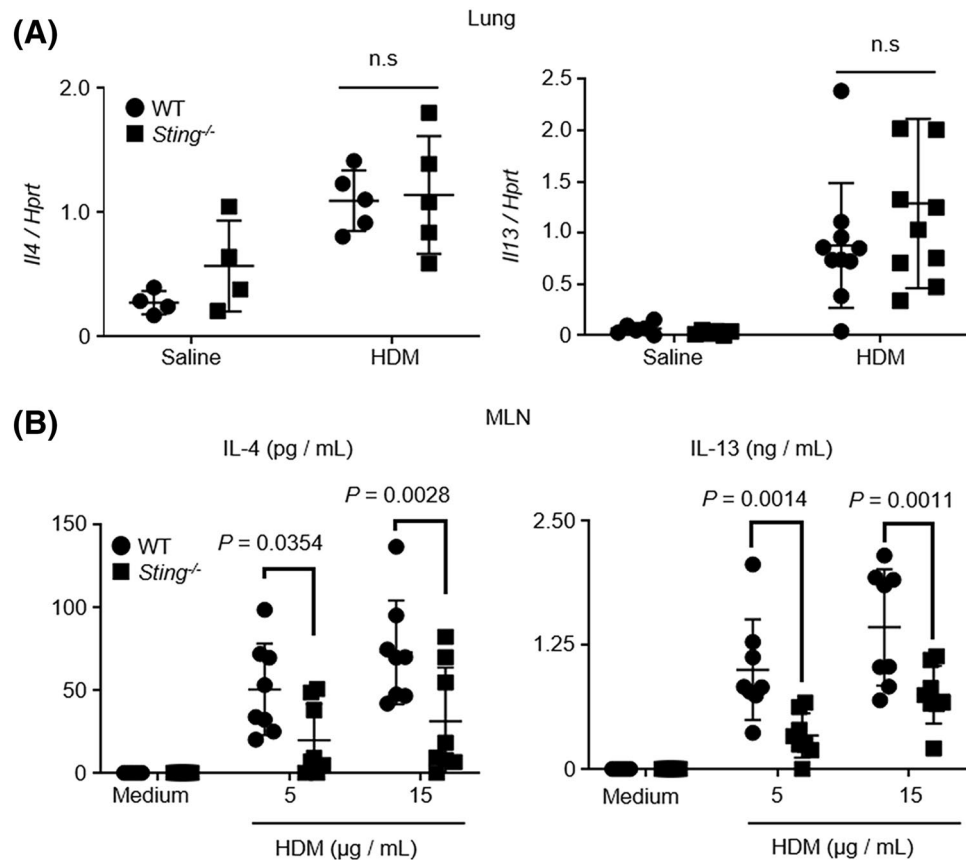 (A)
Lung
n.s
n.s
Il4 / Hprt
2.0
1.0
0
WT
Sting-/-
Saline
HDM
Il13 / Hprt
2.5
2.0
1.5
1.0
0.5
0
Saline
HDM
(B)
MLN
IL-4 (pg / mL)
IL-13 (ng / mL)
150
100
50
0
WT
Sting-/-
P = 0.0354
P = 0.0028
Medium
5
15
HDM (µg / mL)
2.50
1.25
0
P = 0.0014
P = 0.0011
Medium
5
15
HDM (µg / mL)